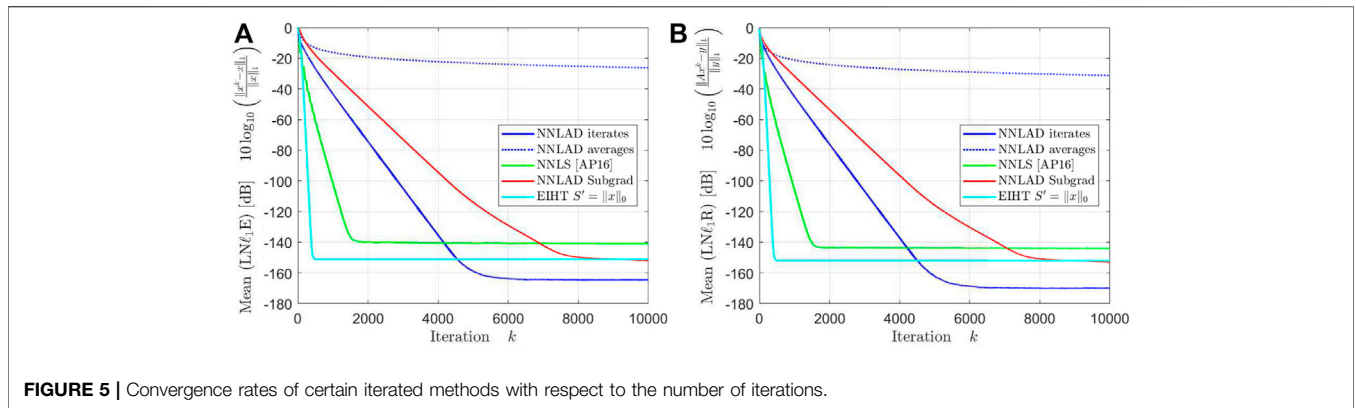 A
Mean (LNℓ₁E) [dB] 10 log₁₀ (‖xᵏ−x‖₁ / ‖x‖₁)
0
-20
-40
-60
-80
-100
-120
-140
-160
-180
NNLAD iterates
NNLAD averages
NNLS [AP16]
NNLAD Subgrad
EIHT S′ = ‖x‖₀
0 2000 4000 6000 8000 10000
Iteration k
B
Mean (LNℓ₁R) [dB] 10 log₁₀ (‖Axᵏ−y‖₁ / ‖y‖₁)
0
-20
-40
-60
-80
-100
-120
-140
-160
-180
NNLAD iterates
NNLAD averages
NNLS [AP16]
NNLAD Subgrad
EIHT S′ = ‖x‖₀
0 2000 4000 6000 8000 10000
Iteration k
FIGURE 5 | Convergence rates of certain iterated methods with respect to the number of iterations.